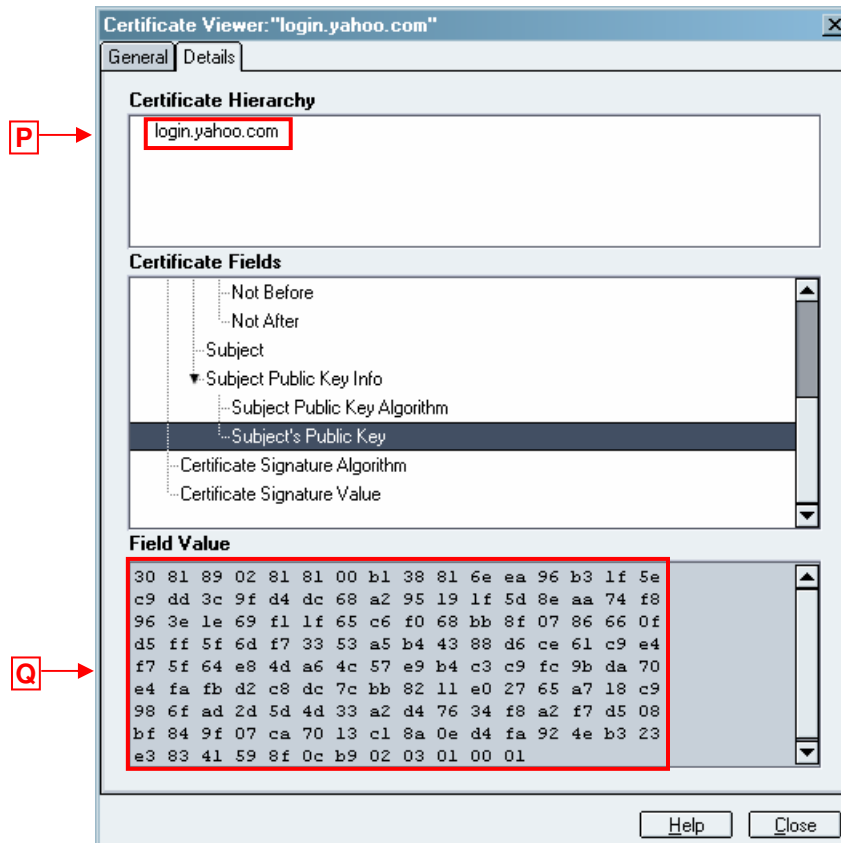 Certificate Viewer:"login.yahoo.com"
General Details
Certificate Hierarchy
P
login.yahoo.com
Certificate Fields
Not Before
Not After
Subject
Subject Public Key Info
Subject Public Key Algorithm
Subject's Public Key
Certificate Signature Algorithm
Certificate Signature Value
Field Value
Q
30 81 89 02 81 81 00 b1 38 81 6e ea 96 b3 1f 5e
c9 dd 3c 9f d4 dc 68 a2 95 19 1f 5d 8e aa 74 f8
96 3e 1e 69 f1 1f 65 c6 f0 68 bb 8f 07 86 66 0f
d5 ff 5f 6d f7 33 53 a5 b4 43 88 d6 ce 61 c9 e4
f7 5f 64 e8 4d a6 4c 57 e9 b4 c3 c9 fc 9b da 70
e4 fa fb d2 c8 dc 7c bb 82 11 e0 27 65 a7 18 c9
98 6f ad 2d 5d 4d 33 a2 d4 76 34 f8 a2 f7 d5 08
bf 84 9f 07 ca 70 13 c1 8a 0e d4 fa 92 4e b3 23
e3 83 41 59 8f 0c b9 02 03 01 00 01
Help Close